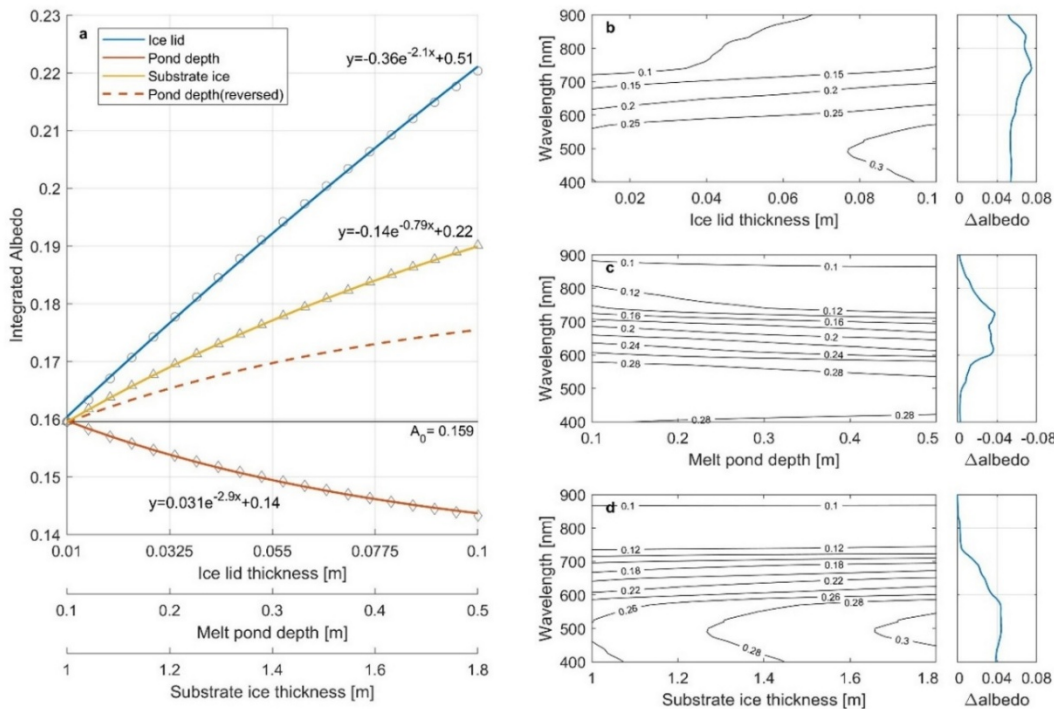 a
Ice lid
Pond depth
Substrate ice
Pond depth(reversed)
y=-0.36e^-2.1x+0.51
y=-0.14e^-0.79x+0.22
A0= 0.159
y=0.031e^-2.9x+0.14
Integrated Albedo
0.23
0.22
0.21
0.2
0.19
0.18
0.17
0.16
0.15
0.14
0.01 0.0325 0.055 0.0775 0.1
Ice lid thickness [m]
0.1 0.2 0.3 0.4 0.5
Melt pond depth [m]
1 1.2 1.4 1.6 1.8
Substrate ice thickness [m]
b
Wavelength [nm]
900
800
700
600
500
400
0.1
0.15 0.15
0.2 0.2
0.25 0.25
0.3
0.02 0.04 0.06 0.08 0.1
Ice lid thickness [m]
0 0.04 0.08
Δalbedo
c
Wavelength [nm]
900
800
700
600
500
400
0.1 0.1
0.12 0.12
0.16 0.16
0.2 0.2
0.24 0.24
0.28 0.28
0.28
0.1 0.2 0.3 0.4 0.5
Melt pond depth [m]
0 -0.04 -0.08
Δalbedo
d
Wavelength [nm]
900
800
700
600
500
400
0.1 0.1
0.12 0.12
0.18 0.18
0.22 0.22
0.26 0.26
0.28
0.28 0.3
1 1.2 1.4 1.6 1.8
Substrate ice thickness [m]
0 0.04 0.08
Δalbedo